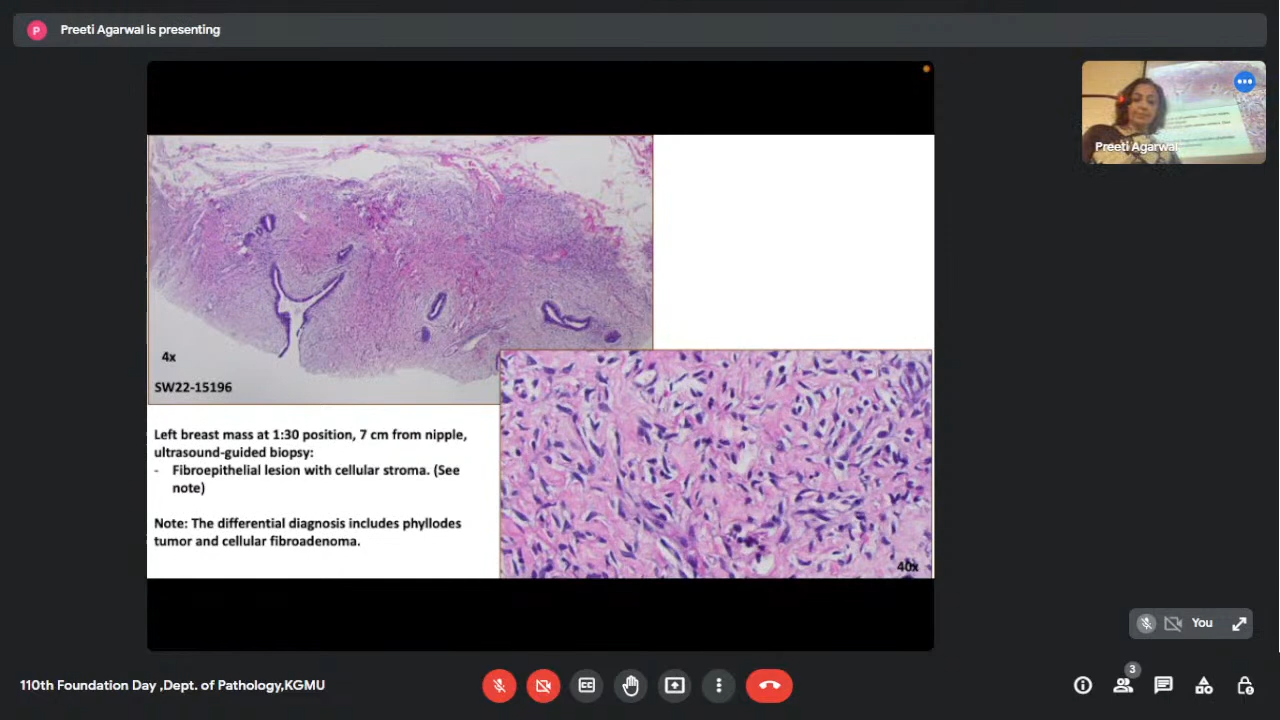 P
Preeti Agarwal is presenting
Preeti Agarwal
4x
SW22-15196
Left breast mass at 1:30 position, 7 cm from nipple,
ultrasound-guided biopsy:
- Fibroepithelial lesion with cellular stroma. (See
note)
Note: The differential diagnosis includes phyllodes
tumor and cellular fibroadenoma.
40x
You
110th Foundation Day ,Dept. of Pathology,KGMU
CC
3